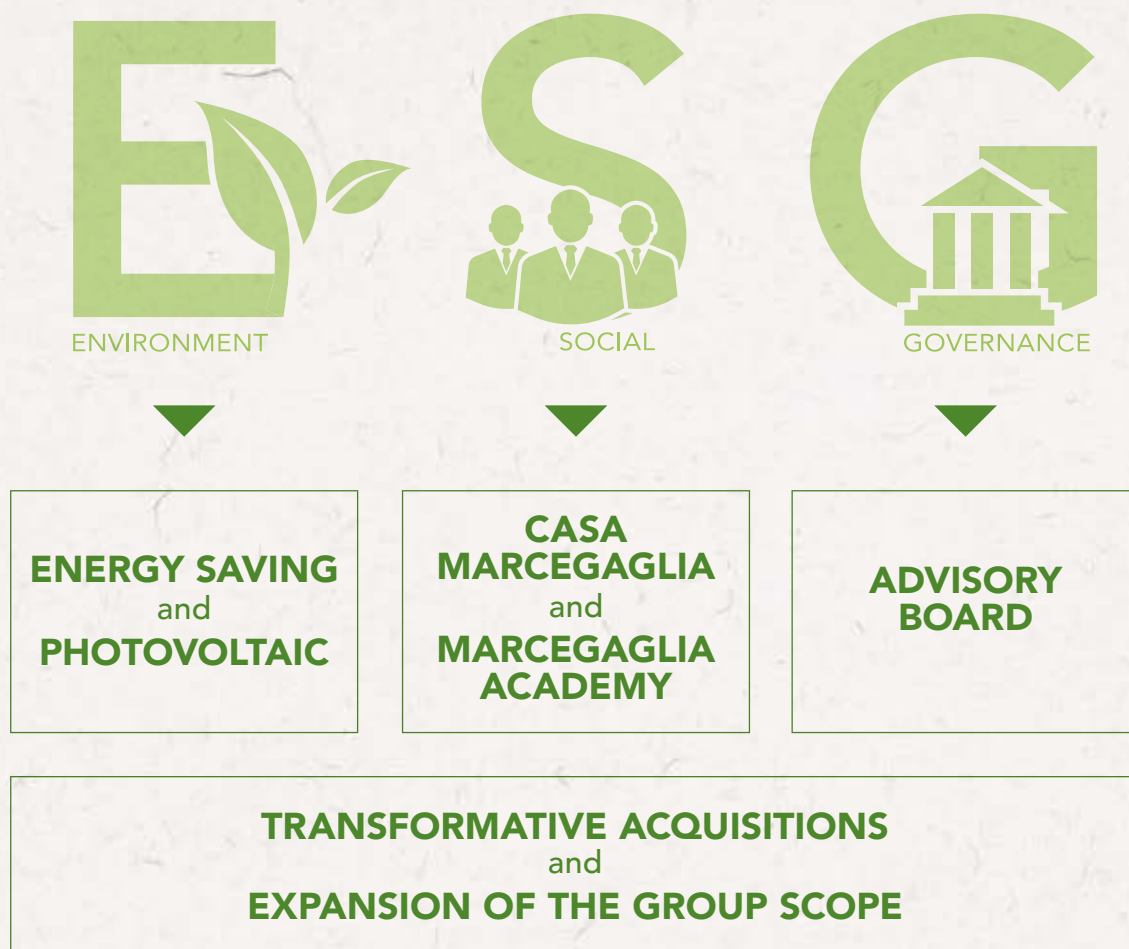 E S G
ENVIRONMENT
SOCIAL
GOVERNANCE
ENERGY SAVING
and
PHOTOVOLTAIC
CASA
MARCEGAGLIA
and
MARCEGAGLIA
ACADEMY
ADVISORY
BOARD
TRANSFORMATIVE ACQUISITIONS
and
EXPANSION OF THE GROUP SCOPE